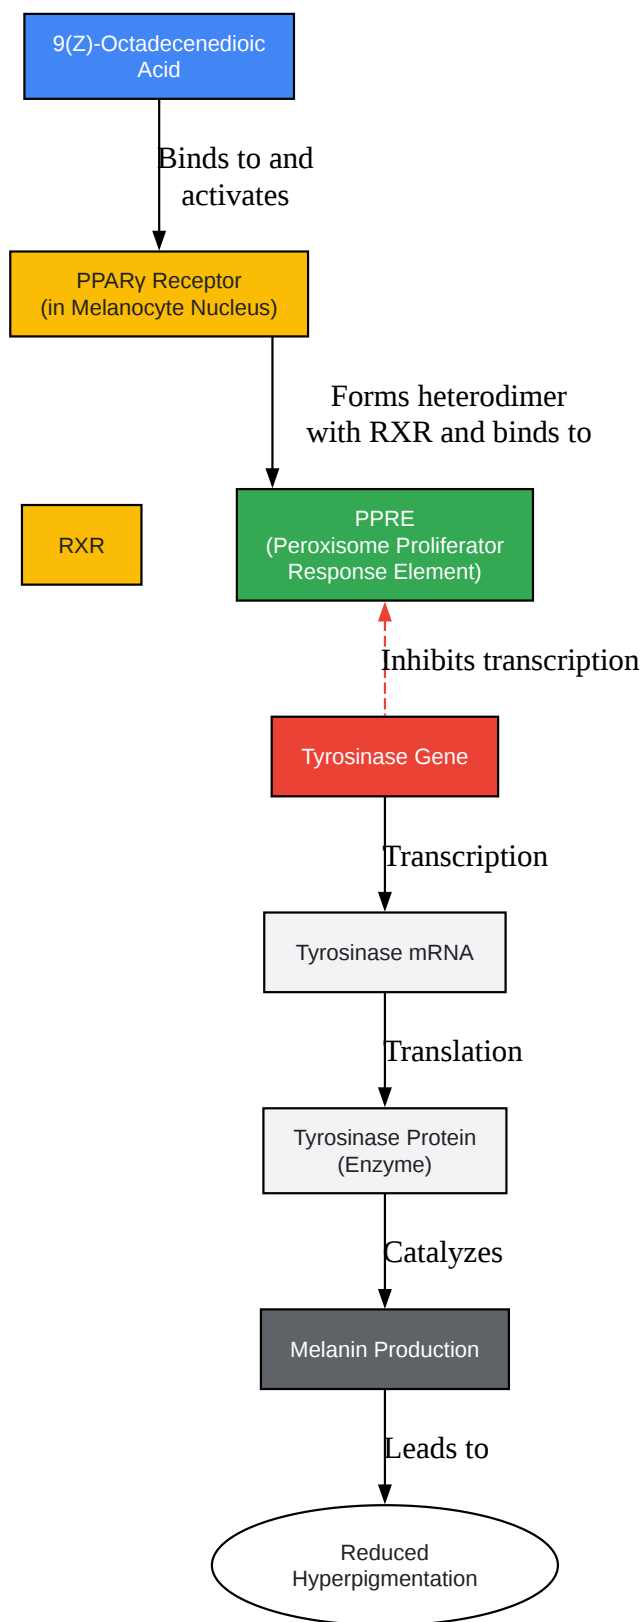 9(Z)-Octadecenedioic
Acid
Binds to and
activates
PPARγ Receptor
(in Melanocyte Nucleus)
Forms heterodimer
with RXR and binds to
RXR
PPRE
(Peroxisome Proliferator
Response Element)
Inhibits transcription
Tyrosinase Gene
Transcription
Tyrosinase mRNA
Translation
Tyrosinase Protein
(Enzyme)
Catalyzes
Melanin Production
Leads to
Reduced
Hyperpigmentation